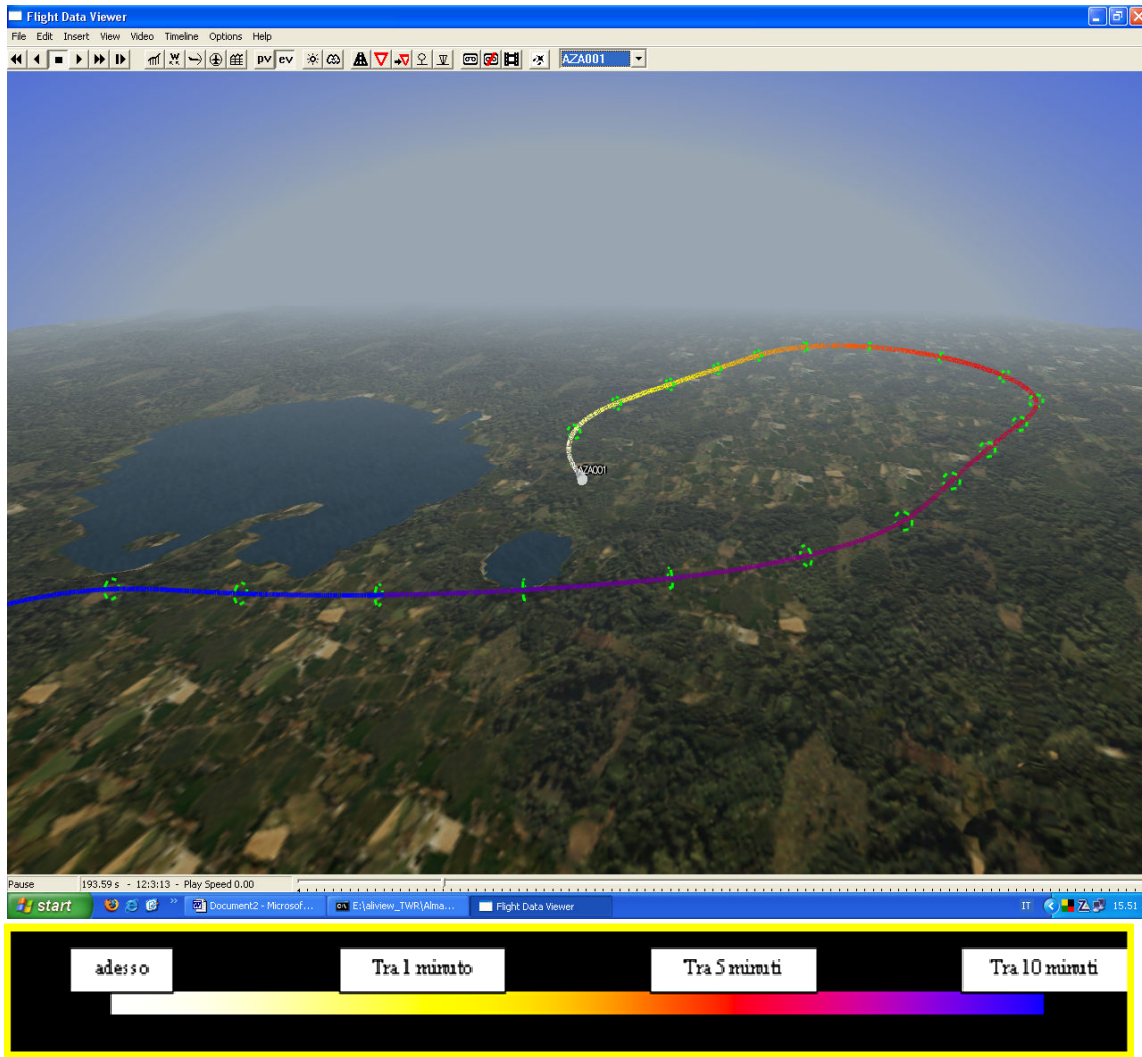 Flight Data Viewer
File Edit Insert View Video Timeline Options Help
PV EV AZA001
AZA001
Pause 193.59 s - 12:3:13 - Play Speed 0.00
start » Document2 - Microsof... E:\aliview_TWR\Alma... Flight Data Viewer IT 15.51
adesso Tra 1 minuto Tra 5 minuti Tra 10 minuti